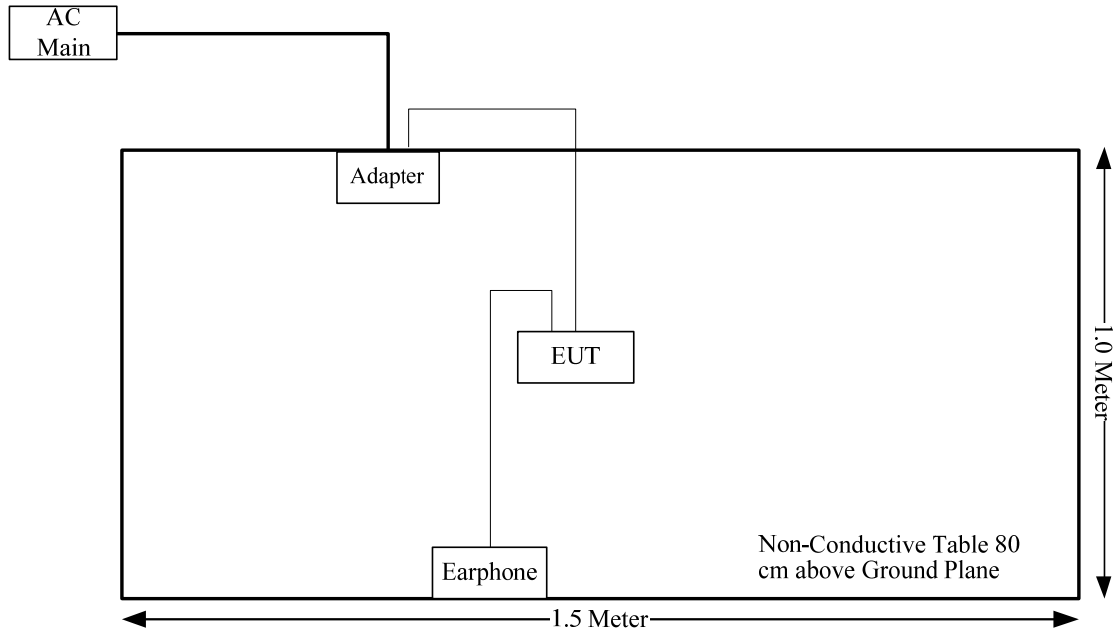 AC
Main
Adapter
EUT
1.0 Meter
Earphone
Non-Conductive Table 80
cm above Ground Plane
1.5 Meter